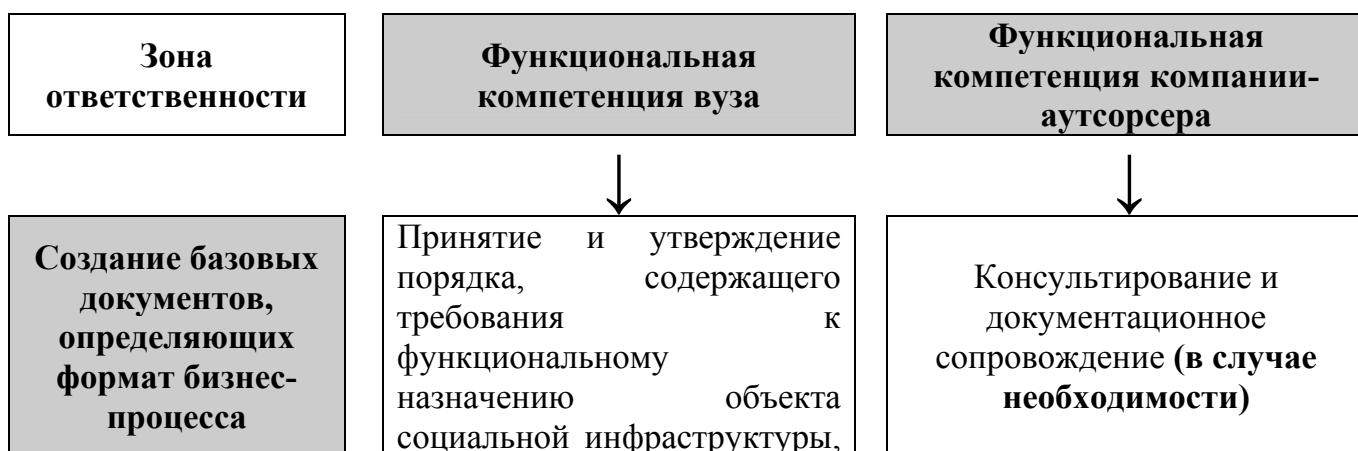 Зона
ответственности
Функциональная
компетенция вуза
Функциональная
компетенция компании-
аутсорсера
Создание базовых
документов,
определяющих
формат бизнес-
процесса
Принятие и утверждение
порядка, содержащего
требования к
функциональному
назначению объекта
социальной инфраструктуры,
Консультирование и
документационное
сопровождение (в случае
необходимости)